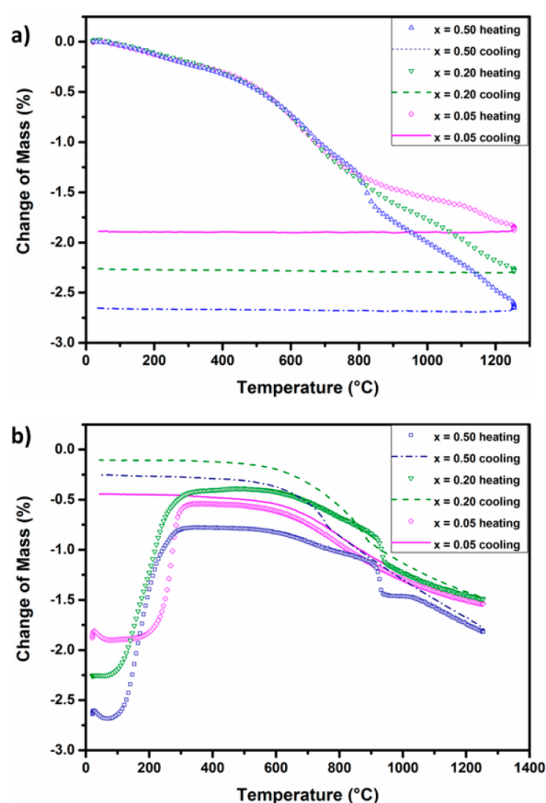 a)
0.0
-0.5
-1.0
-1.5
-2.0
-2.5
-3.0
Change of Mass (%)
x = 0.50 heating
x = 0.50 cooling
x = 0.20 heating
x = 0.20 cooling
x = 0.05 heating
x = 0.05 cooling
0 200 400 600 800 1000 1200
Temperature (°C)
b)
0.0
-0.5
-1.0
-1.5
-2.0
-2.5
-3.0
Change of Mass (%)
x = 0.50 heating
x = 0.50 cooling
x = 0.20 heating
x = 0.20 cooling
x = 0.05 heating
x = 0.05 cooling
0 200 400 600 800 1000 1200 1400
Temperature (°C)